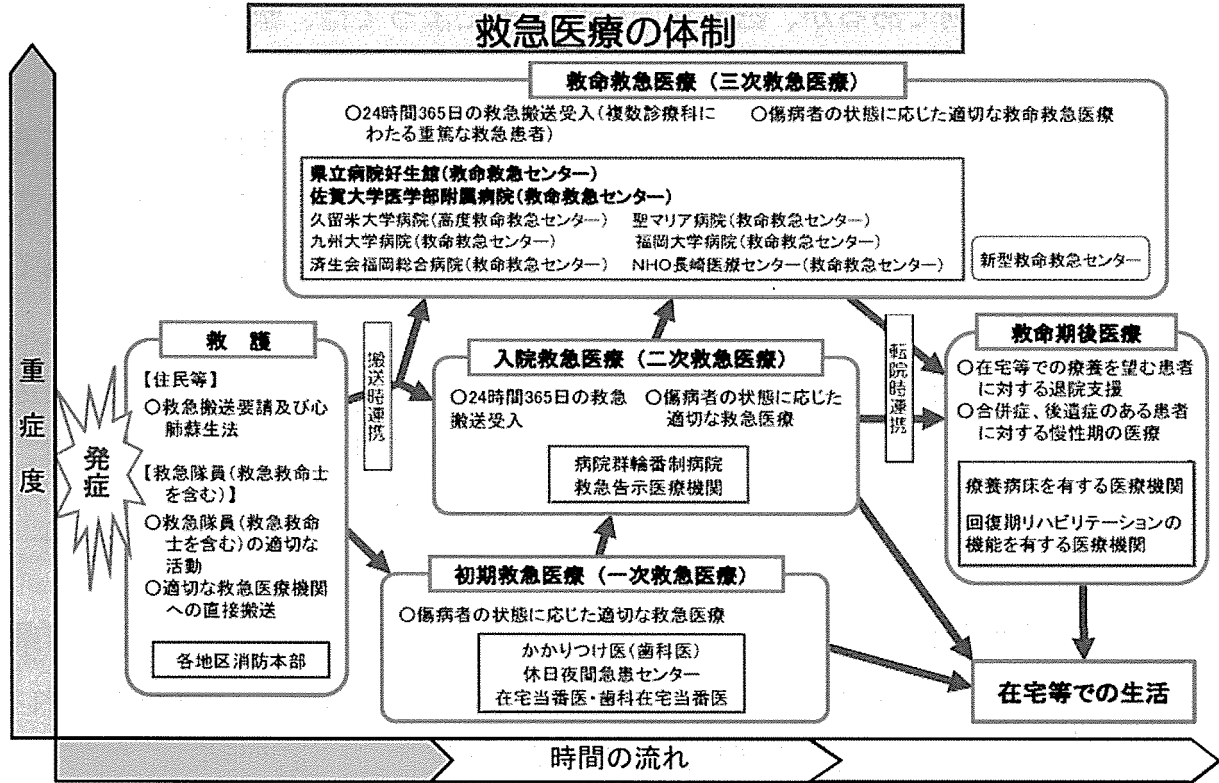 救急医療の体制
救命救急医療（三次救急医療）
○24時間365日の救急搬送受入（複数診療科に
わたる重篤な救急患者）
○傷病者の状態に応じた適切な救命救急医療
県立病院好生館（救命救急センター）
佐賀大学医学部附属病院（救命救急センター）
久留米大学病院（高度救命救急センター）　聖マリア病院（救命救急センター）
九州大学病院（救命救急センター）　福岡大学病院（救命救急センター）
済生会福岡総合病院（救命救急センター）　NHO長崎医療センター（救命救急センター）
新型救命救急センター
重症度
発症
救　護
【住民等】
○救急搬送要請及び心
肺蘇生法
【救急隊員（救急救命士
を含む）】
○救急隊員（救急救命
士を含む）の適切な
活動
○適切な救急医療機関
への直接搬送
各地区消防本部
搬送時連携
入院救急医療（二次救急医療）
○24時間365日の救急
搬送受入
○傷病者の状態に応じた
適切な救急医療
病院群輪番制病院
救急告示医療機関
初期救急医療（一次救急医療）
○傷病者の状態に応じた適切な救急医療
かかりつけ医（歯科医）
休日夜間急患センター
在宅当番医・歯科在宅当番医
転院時連携
救命期後医療
○在宅等での療養を望む患者
に対する退院支援
○合併症、後遺症のある患者
に対する慢性期の医療
療養病床を有する医療機関
回復期リハビリテーションの
機能を有する医療機関
在宅等での生活
時間の流れ